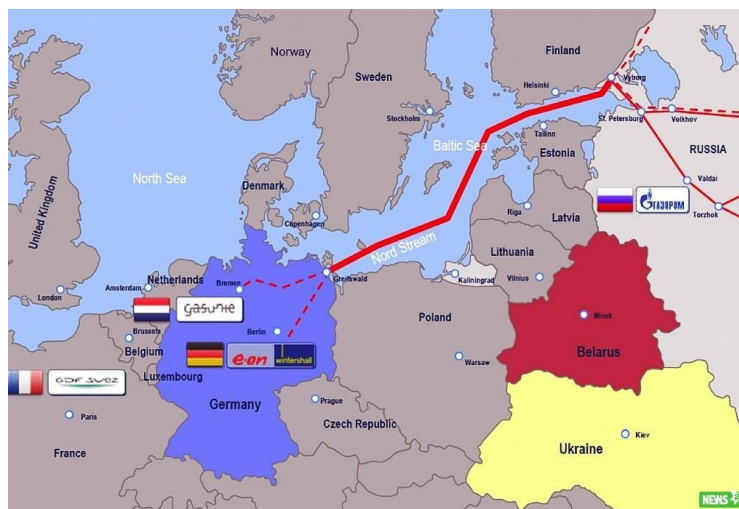 Norway
Finland
Sweden
Helsinki
Vyborg
Stockholm
St. Petersburg
Volkhov
Tallinn
Baltic Sea
Estonia
RUSSIA
North Sea
Denmark
Valdai
ГАЗПРОМ
United Kingdom
Copenhagen
Riga
Latvia
Torzhok
Nord Stream
Lithuania
Netherlands
Greifswald
Kaliningrad
Vilnius
London
Amsterdam
Bremen
gasunie
Minsk
Berlin
Poland
Brussels
Belgium
e·on
wintershall
Warsaw
Belarus
Luxembourg
GDF SUEZ
Germany
Prague
Paris
Czech Republic
Kiev
France
Ukraine
NEWS